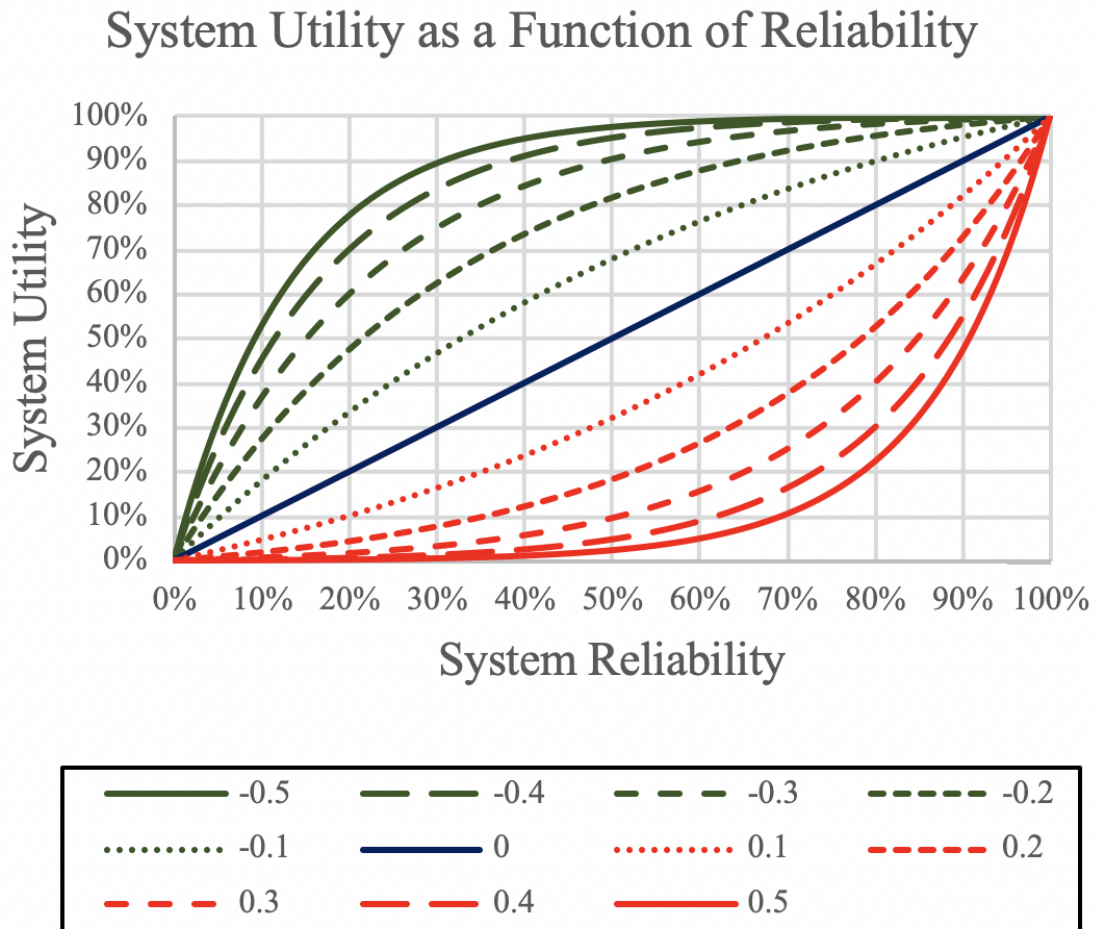 System Utility as a Function of Reliability
100%
90%
80%
70%
60%
50%
40%
30%
20%
10%
0%
System Utility
0% 10% 20% 30% 40% 50% 60% 70% 80% 90% 100%
System Reliability
-0.5 -0.4 -0.3 -0.2
-0.1 0 0.1 0.2
0.3 0.4 0.5